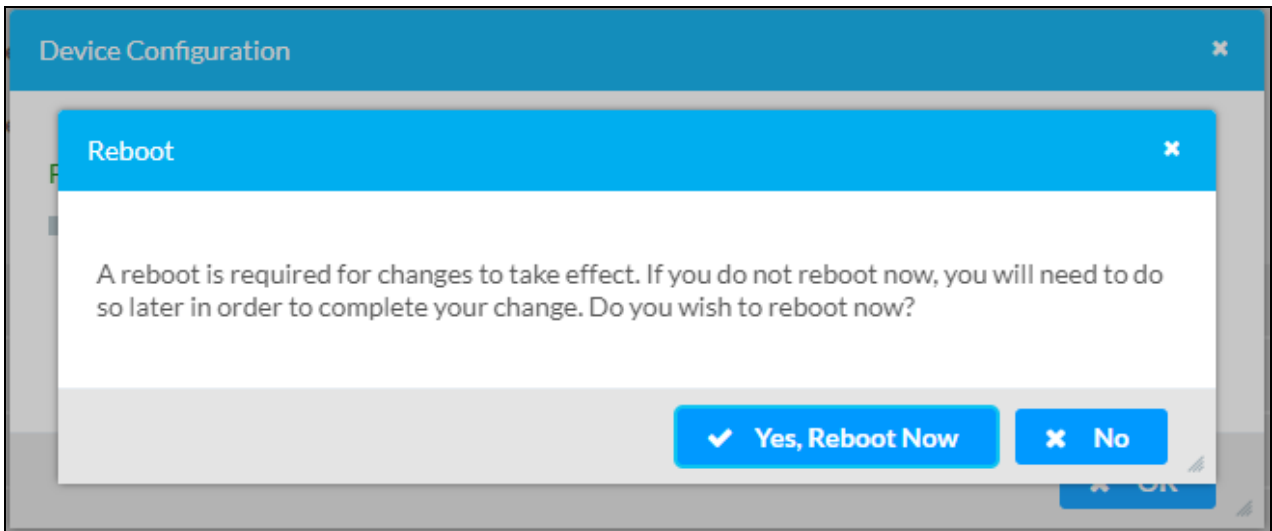 Device Configuration
Reboot
A reboot is required for changes to take effect. If you do not reboot now, you will need to do
so later in order to complete your change. Do you wish to reboot now?
Yes, Reboot Now
No